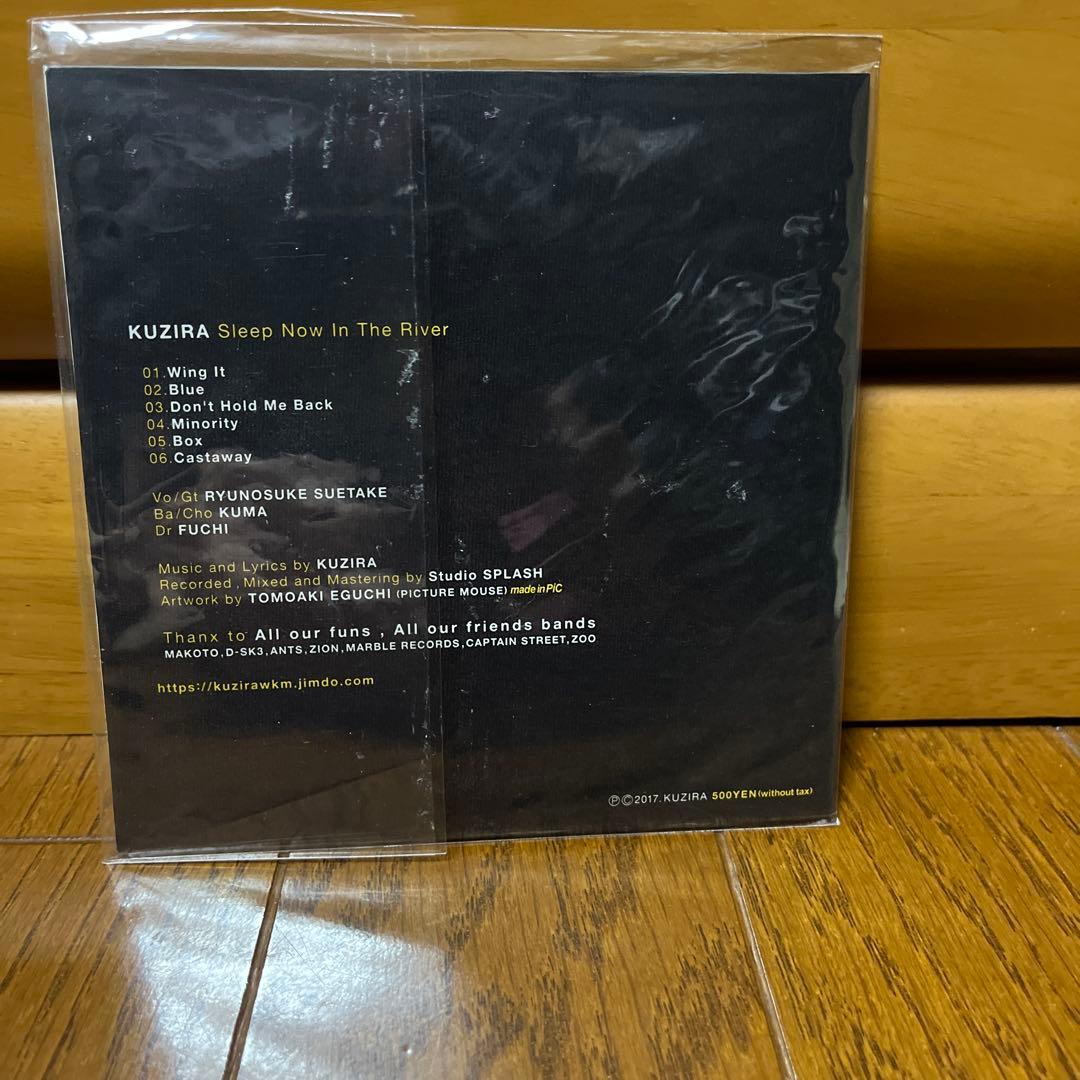 KUZIRA Sleep Now In The River
01.Wing It
02.Blue
03.Don't Hold Me Back
04.Minority
05.Box
06.Castaway
Vo/Gt RYUNOSUKE SUETAKE
Ba/Cho KUMA
Dr FUCHI
Music and Lyrics by KUZIRA
Recorded,Mixed and Mastering by Studio SPLASH
Artwork by TOMOAKI EGUCHI (PICTURE MOUSE) made in PiC
Thanx to All our funs , All our friends bands
MAKOTO,D-SK3,ANTS,ZION,MARBLE RECORDS,CAPTAIN STREET,ZOO
https://kuzirawkm.jimdo.com
ⓅⒸ2017. KUZIRA 500YEN(without tax)